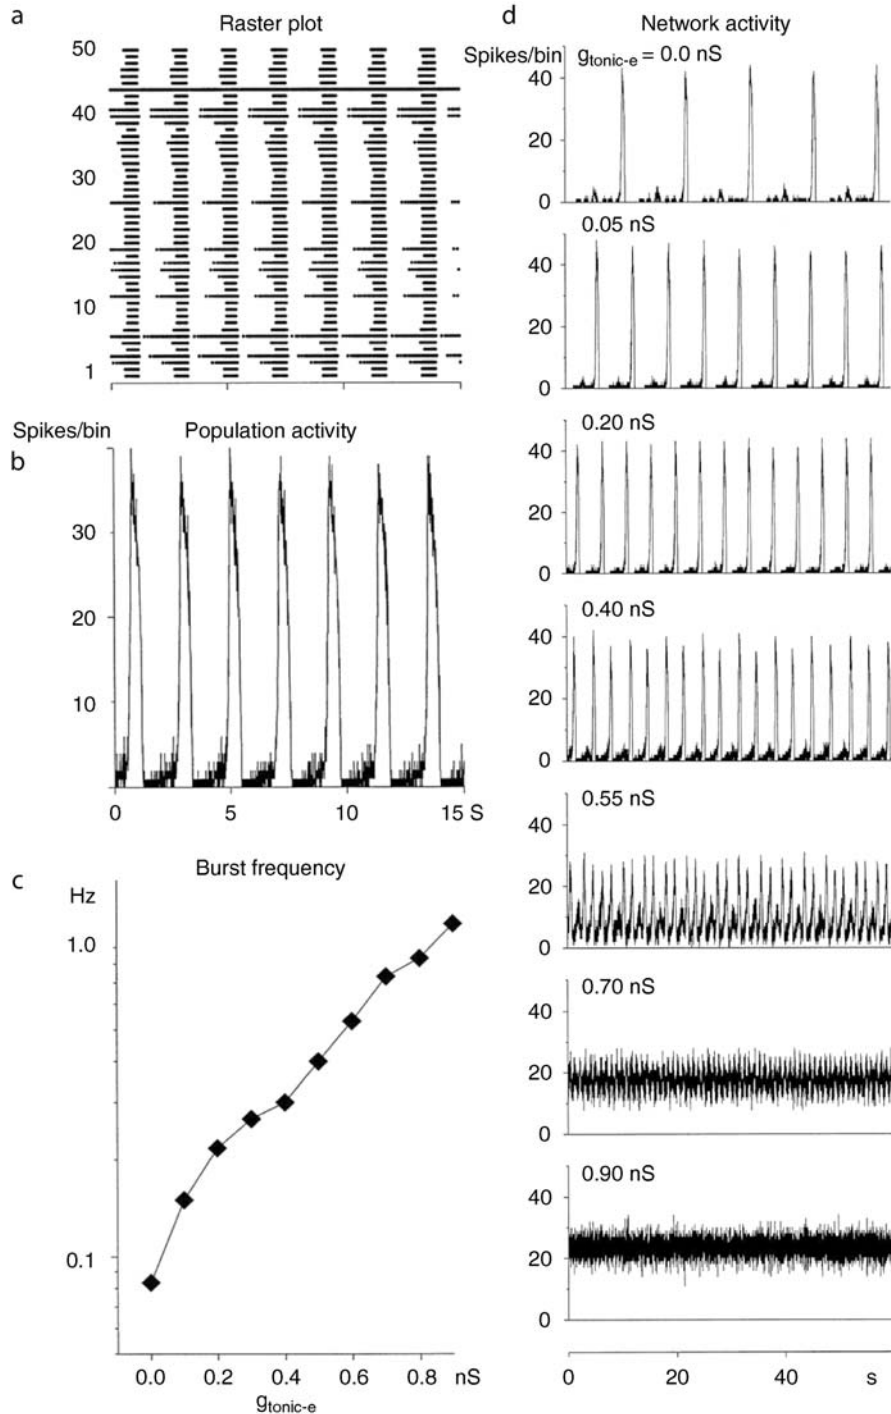 a
Raster plot
50
40
30
20
10
1
Spikes/bin
Population activity
b
30
20
10
0
5
10
15 S
Burst frequency
c
Hz
1.0
0.1
0.0
0.2
0.4
0.6
0.8
nS
gtonic-e
d
Network activity
Spikes/bin
gtonic-e = 0.0 nS
40
20
0
0.05 nS
40
20
0
0.20 nS
40
20
0
0.40 nS
40
20
0
0.55 nS
40
20
0
0.70 nS
40
20
0
0.90 nS
40
20
0
0
20
40
s